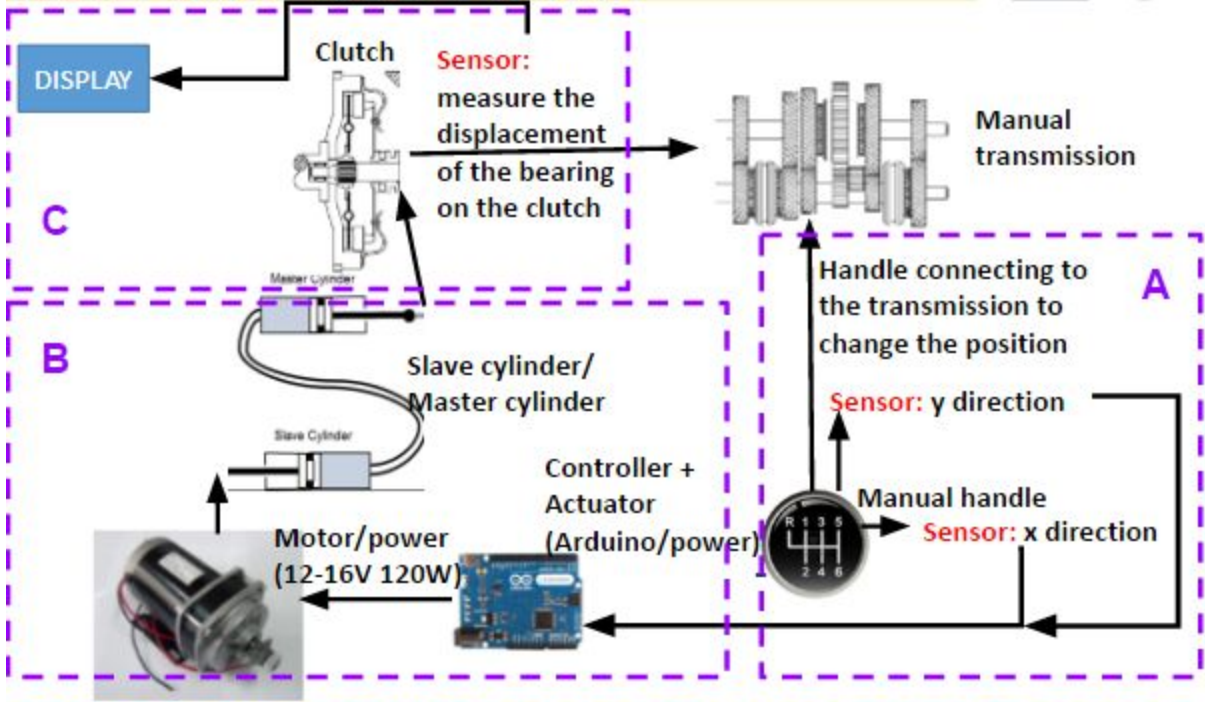 DISPLAY
Clutch
Sensor:
measure the
displacement
of the bearing
on the clutch
Manual
transmission
C
Master Cylinder
A
Handle connecting to
the transmission to
change the position
B
Slave cylinder/
Master cylinder
Sensor: y direction
Slave Cylinder
Controller +
Actuator
(Arduino/power)
Manual handle
R 1 3 5
2 4 6
Sensor: x direction
Motor/power
(12-16V 120W)